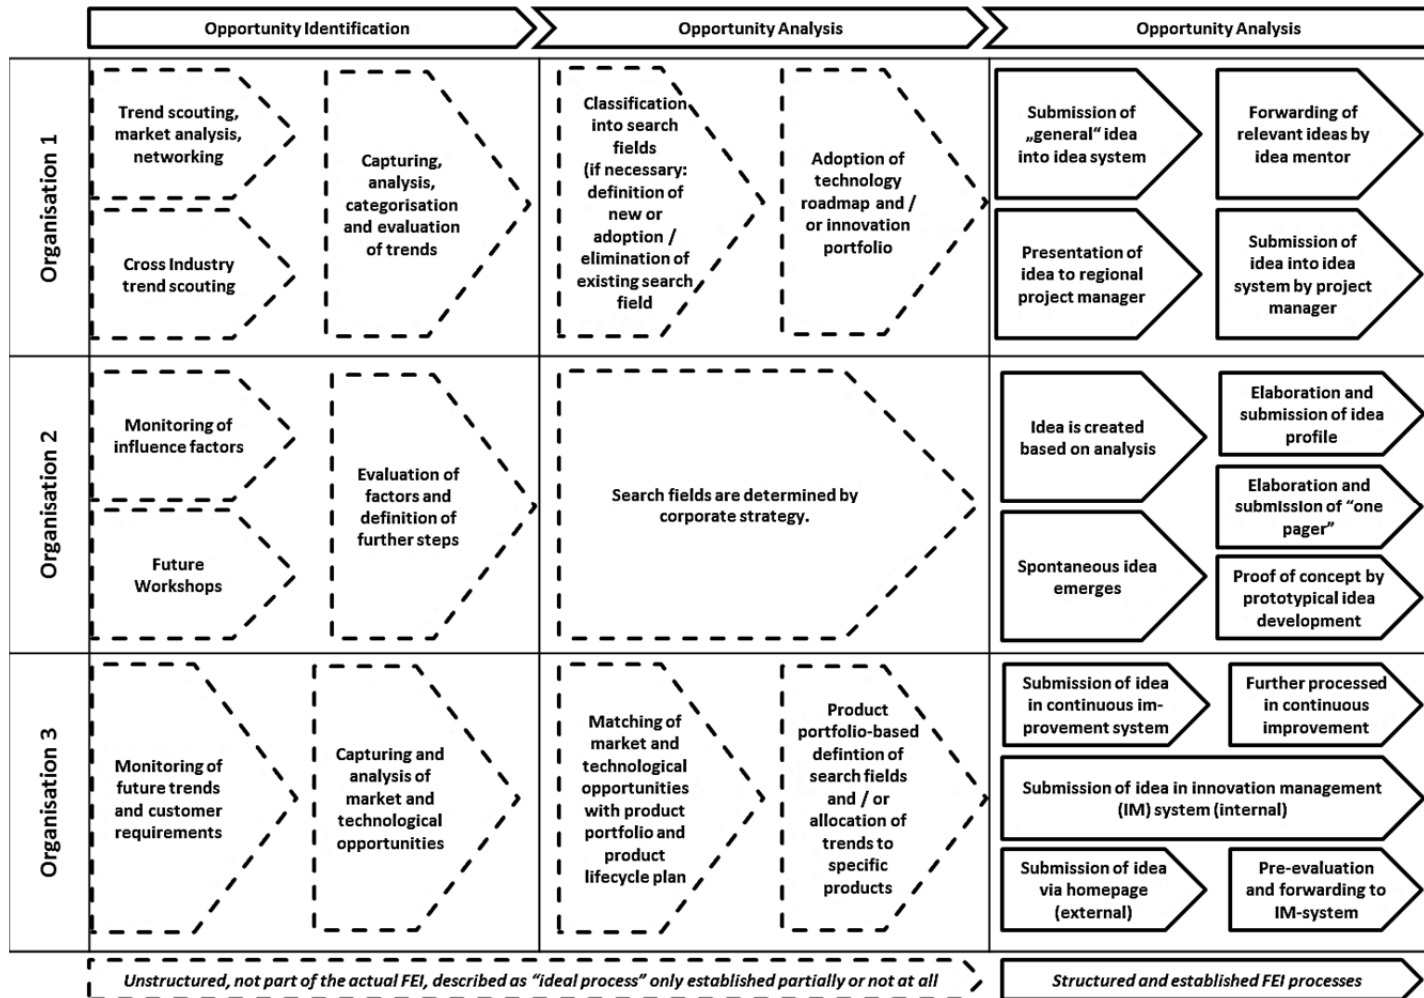 Opportunity Identification
Opportunity Analysis
Opportunity Analysis
Organisation 1
Trend scouting,
market analysis,
networking
Cross Industry
trend scouting
Capturing,
analysis,
categorisation
and evaluation
of trends
Classification
into search
fields
(if necessary:
definition of
new or
adoption /
elimination of
existing search
field
Adoption of
technology
roadmap and /
or innovation
portfolio
Submission of
„general“ idea
into idea system
Forwarding of
relevant ideas by
idea mentor
Presentation of
idea to regional
project manager
Submission of
idea into idea
system by project
manager
Organisation 2
Monitoring of
influence factors
Future
Workshops
Evaluation of
factors and
definition of
further steps
Search fields are determined by
corporate strategy.
Idea is created
based on analysis
Spontaneous idea
emerges
Elaboration and
submission of idea
profile
Elaboration and
submission of “one
pager”
Proof of concept by
prototypical idea
development
Organisation 3
Monitoring of
future trends
and customer
requirements
Capturing and
analysis of
market and
technological
opportunities
Matching of
market and
technological
opportunities
with product
portfolio and
product
lifecycle plan
Product
portfolio-based
defintion of
search fields
and / or
allocation of
trends to
specific
products
Submission of idea
in continuous im-
provement system
Further processed
in continuous
improvement
Submission of idea in innovation management
(IM) system (internal)
Submission of idea
via homepage
(external)
Pre-evaluation
and forwarding to
IM-system
Unstructured, not part of the actual FEI, described as “ideal process” only established partially or not at all
Structured and established FEI processes